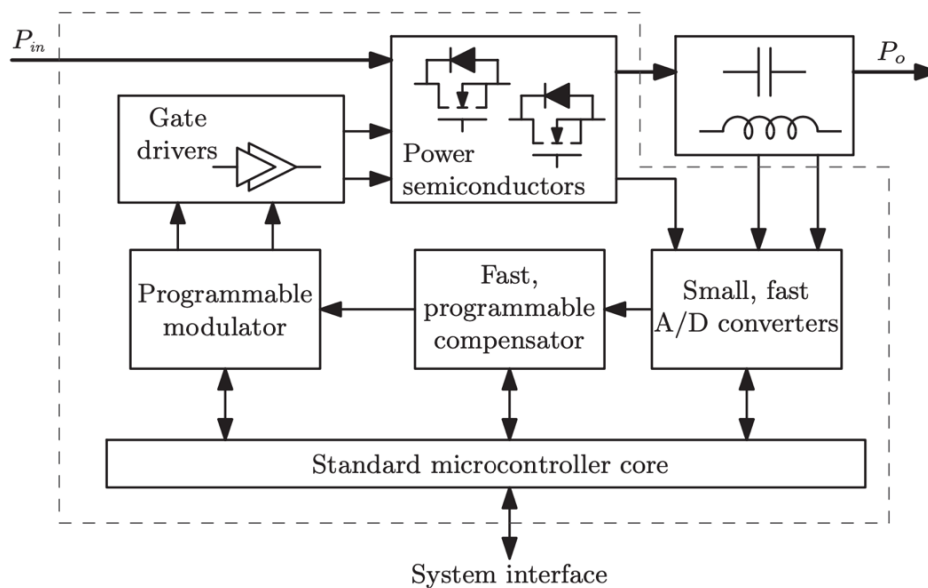 P_in
P_o
Gate
drivers
Power
semiconductors
Programmable
modulator
Fast,
programmable
compensator
Small, fast
A/D converters
Standard microcontroller core
System interface